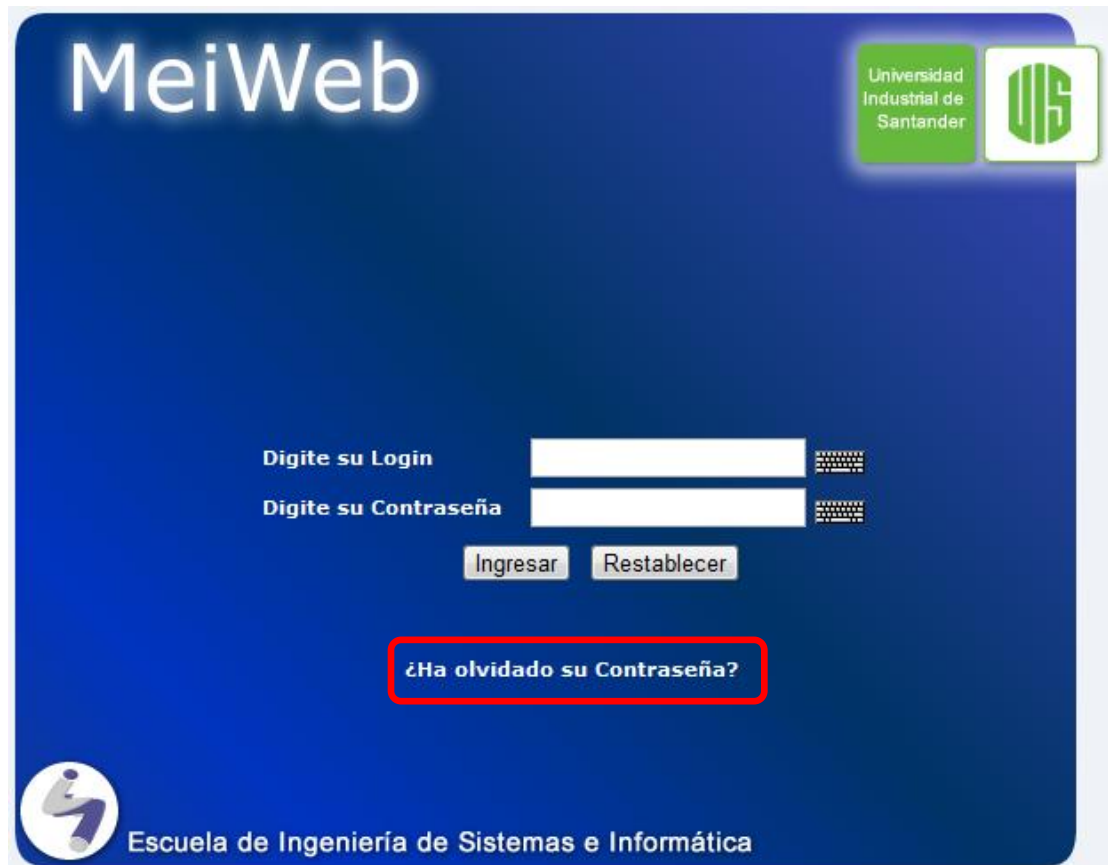 MeiWeb
Universidad
Industrial de
Santander
UIS
Digite su Login
Digite su Contraseña
Ingresar Restablecer
¿Ha olvidado su Contraseña?
Escuela de Ingeniería de Sistemas e Informática